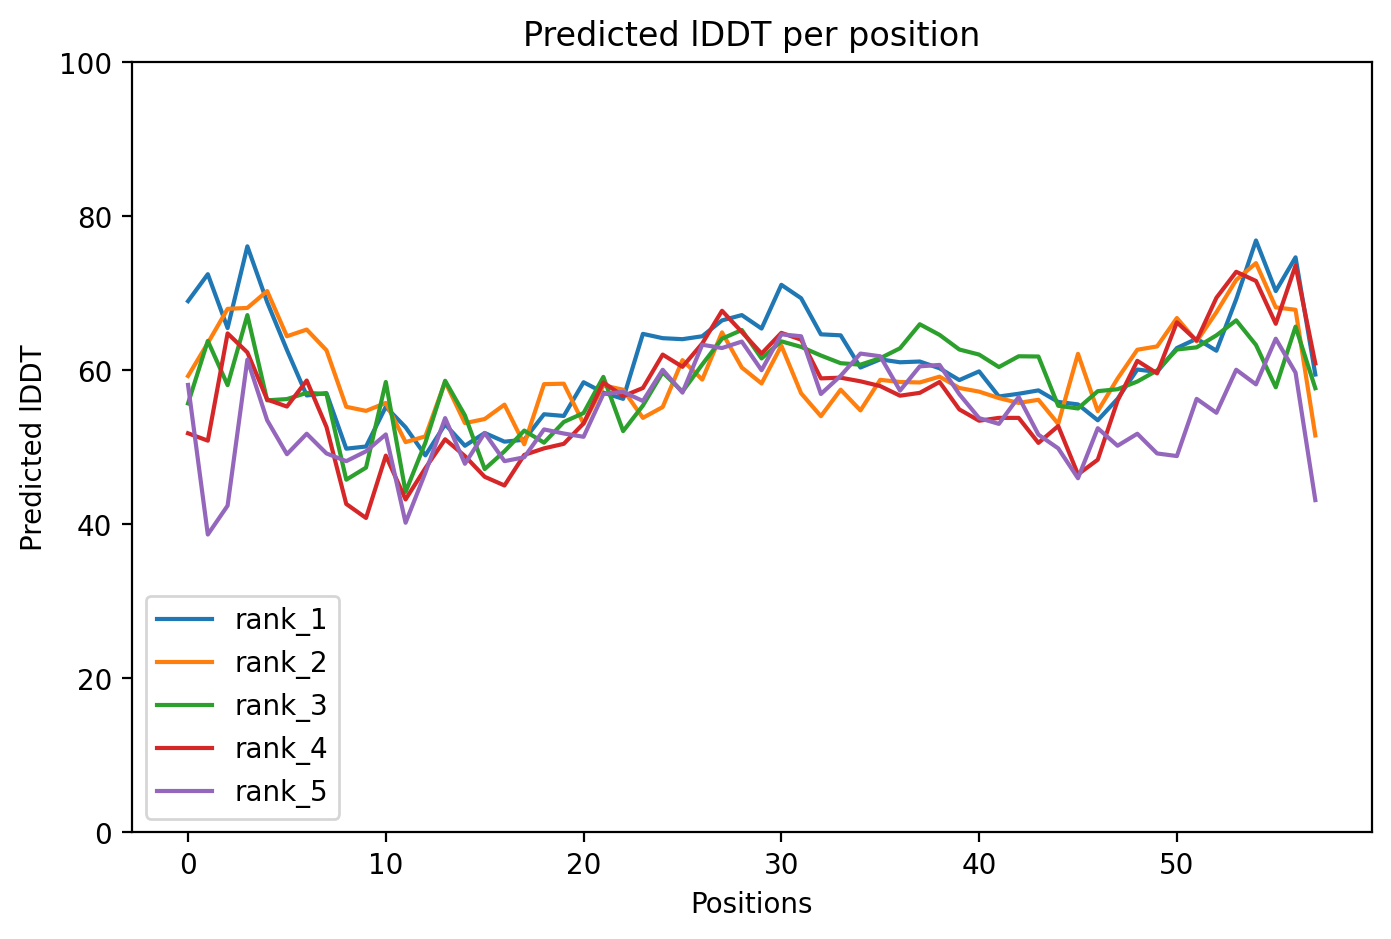 Predicted lDDT per position
100
80
60
40
20
0
Predicted lDDT
rank_1
rank_2
rank_3
rank_4
rank_5
0 10 20 30 40 50
Positions